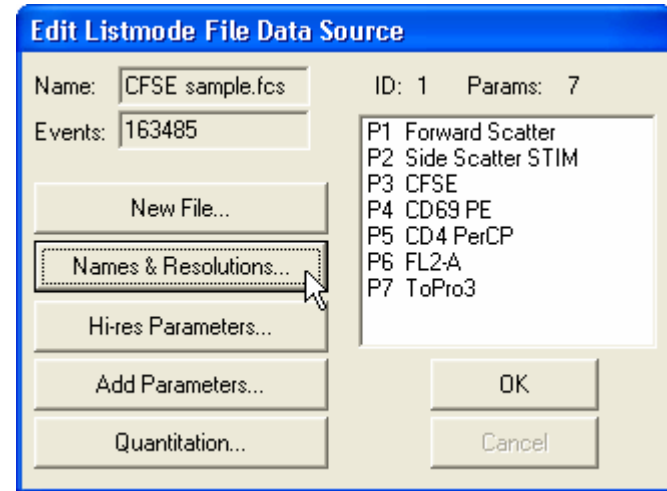 Edit Listmode File Data Source
Name: CFSE sample.fcs
ID: 1 Params: 7
Events: 163485
P1 Forward Scatter
P2 Side Scatter STIM
P3 CFSE
P4 CD69 PE
P5 CD4 PerCP
P6 FL2-A
P7 ToPro3
New File...
Names & Resolutions...
Hi-res Parameters...
Add Parameters...
Quantitation...
OK
Cancel